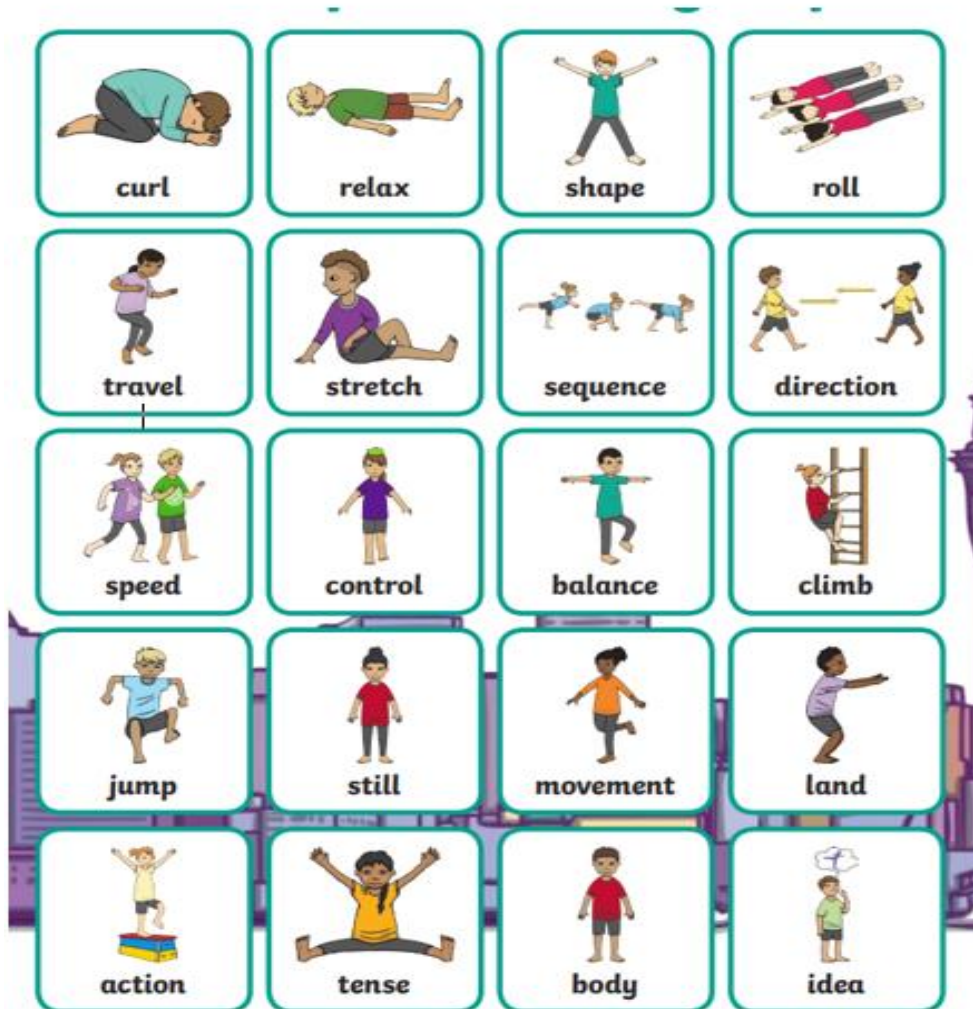 curl
relax
shape
roll
travel
stretch
sequence
direction
speed
control
balance
climb
jump
still
movement
land
action
tense
body
idea